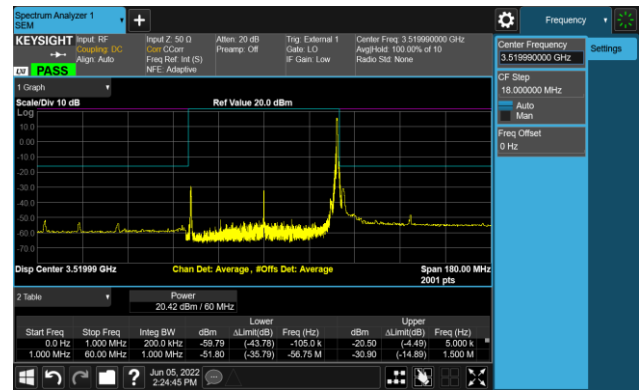 Spectrum Analyzer 1
SEM
Frequency
KEYSIGHT
Input: RF
Coupling: DC
Align: Auto
Input Z: 50 Ω
Corr CCorr
Freq Ref: Int (S)
NFE: Adaptive
Atten: 20 dB
Preamp: Off
Trig: External 1
Gate: LO
IF Gain: Low
Center Freq: 3.519990000 GHz
Avg|Hold: 100.00% of 10
Radio Std: None
LXI PASS
Center Frequency
3.519990000 GHz
Settings
CF Step
18.000000 MHz
Auto
Man
Freq Offset
0 Hz
1 Graph
Scale/Div 10 dB
Ref Value 20.0 dBm
Log
10.0
0.00
-10.0
-20.0
-30.0
-40.0
-50.0
-60.0
-70.0
Disp Center 3.51999 GHz
Chan Det: Average , #Offs Det: Average
Span 180.00 MHz
2001 pts
2 Table
Power
20.42 dBm / 60 MHz
Lower Upper
Start Freq Stop Freq Integ BW dBm ΔLimit(dB) Freq (Hz) dBm ΔLimit(dB) Freq (Hz)
0.0 Hz 1.000 MHz 200.0 kHz -59.79 (-43.78) -105.0 k -20.50 (-4.49) 5.000 k
1.000 MHz 60.00 MHz 1.000 MHz -51.80 (-35.79) -56.75 M -30.90 (-14.89) 1.500 M
?
Jun 05, 2022
2:24:45 PM